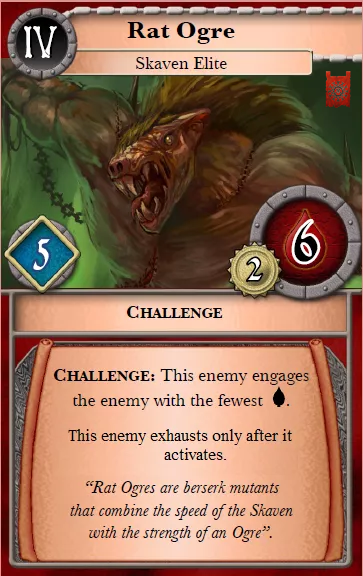 IV
Rat Ogre
Skaven Elite
5
2
6
CHALLENGE
CHALLENGE: This enemy engages
the enemy with the fewest .
This enemy exhausts only after it
activates.
“Rat Ogres are berserk mutants
that combine the speed of the Skaven
with the strength of an Ogre”.